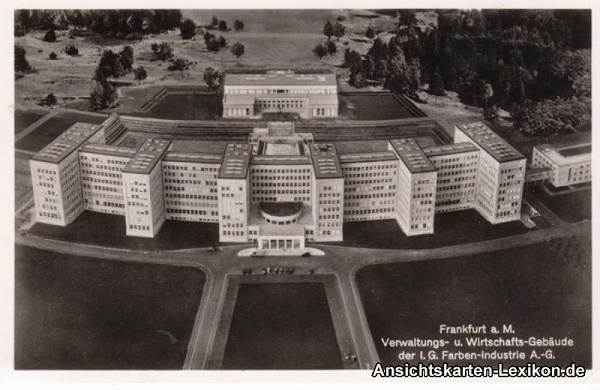 Frankfurt a. M.
Verwaltungs- u. Wirtschafts-Gebäude
der I. G. Farben-Industrie A.-G.
Ansichtskarten-Lexikon.de